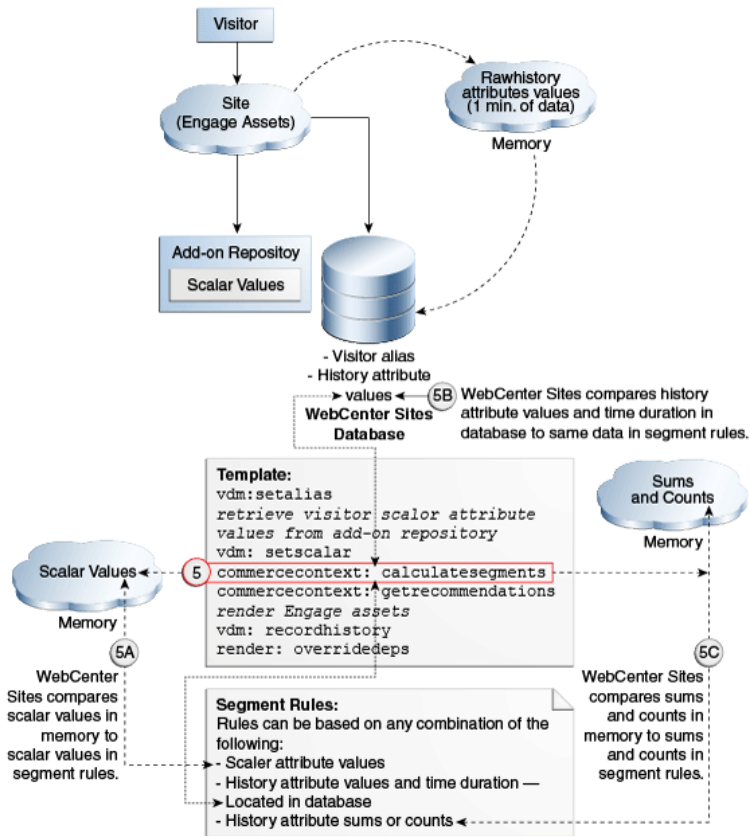 Visitor
Site
(Engage Assets)
Rawhistory
attributes values
(1 min. of data)
Memory
Add-on Repositoy
Scalar Values
- Visitor alias
- History attribute
values
WebCenter Sites
Database
5B
WebCenter Sites compares history
attribute values and time duration in
database to same data in segment rules.
Template:
vdm:setalias
retrieve visitor scalor attribute
values from add-on repository
vdm: setscalar
commercecontext: calculatesegments
commercecontext: getrecommendations
render Engage assets
vdm: recordhistory
render: overridedeps
5
Scalar Values
Memory
5A
WebCenter
Sites compares
scalar values in
memory to
scalar values in
segment rules.
Sums
and Counts
Memory
5C
WebCenter Sites
compares sums
and counts in
memory to sums
and counts in
segment rules.
Segment Rules:
Rules can be based on any combination of the
following:
- Scaler attribute values
- History attribute values and time duration —
- Located in database
- History attribute sums or counts